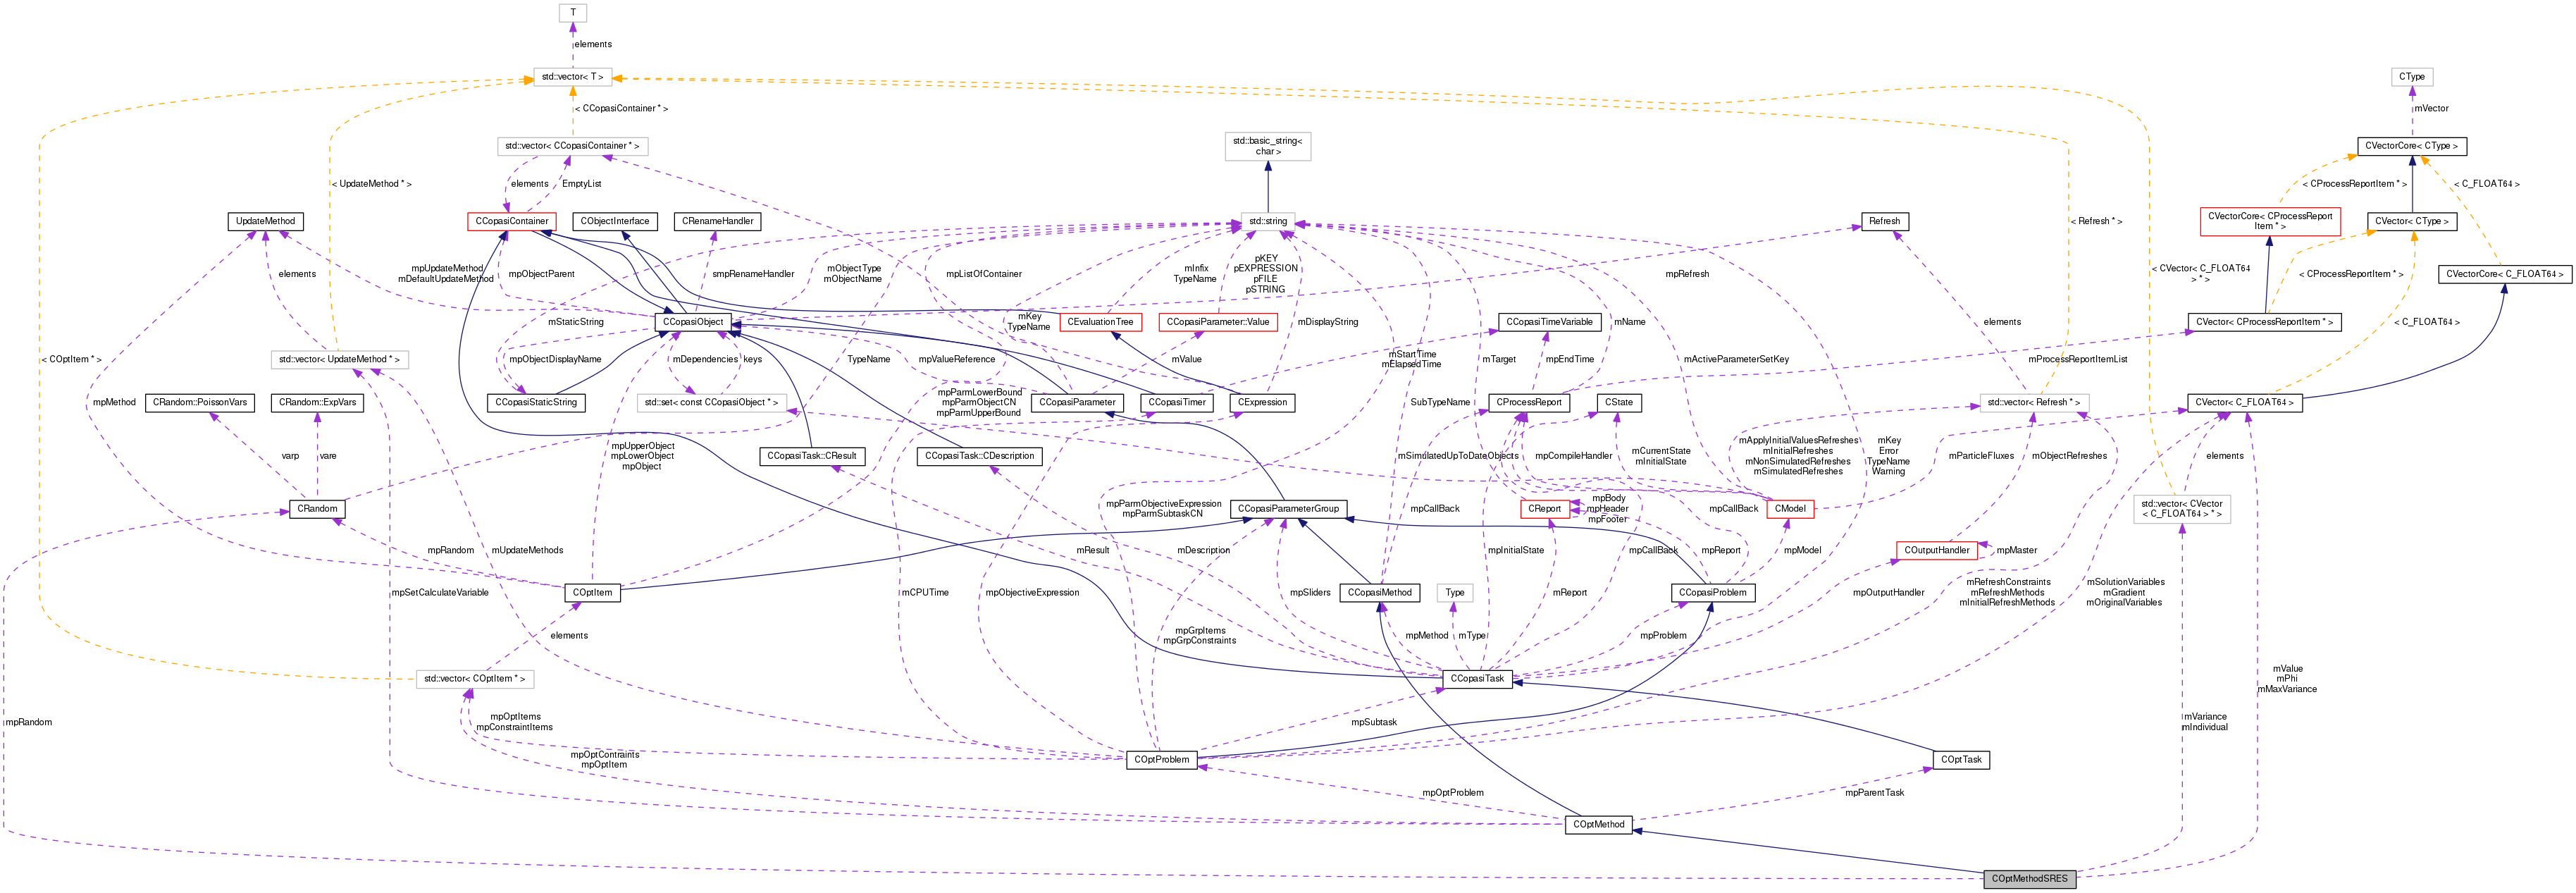 T
elements
std::vector< T >
CType
mVector
< CCopasiContainer * >
std::vector< CCopasiContainer * >
std::basic_string<
char >
CVectorCore< CType >
< UpdateMethod * >
elements
EmptyList
< CProcessReportItem * >
< C_FLOAT64 >
UpdateMethod
CCopasiContainer
CObjectInterface
CRenameHandler
std::string
Refresh
< Refresh * >
CVectorCore< CProcessReport
Item * >
CVector< CType >
elements
mpUpdateMethod
mDefaultUpdateMethod
mpObjectParent
smpRenameHandler
mObjectType
mObjectName
mpListOfContainer
mInfix
TypeName
pKEY
pEXPRESSION
pFILE
pSTRING
mpRefresh
< CVector< C_FLOAT64
> * >
< CProcessReportItem * >
CVectorCore< C_FLOAT64 >
mStaticString
CCopasiObject
mKey
TypeName
CEvaluationTree
CCopasiParameter::Value
mDisplayString
CCopasiTimeVariable
mName
elements
CVector< CProcessReportItem * >
< C_FLOAT64 >
< COptItem * >
std::vector< UpdateMethod * >
mpObjectDisplayName
mDependencies
keys
TypeName
mpValueReference
mValue
mStartTime
mElapsedTime
mTarget
mpEndTime
mActiveParameterSetKey
mProcessReportItemList
mpMethod
CRandom::PoissonVars
CRandom::ExpVars
CCopasiStaticString
std::set< const CCopasiObject * >
mpParmLowerBound
mpParmObjectCN
mpParmUpperBound
CCopasiParameter
CCopasiTimer
CExpression
SubTypeName
CProcessReport
CState
std::vector< Refresh * >
CVector< C_FLOAT64 >
varp
vare
mpUpperObject
mpLowerObject
mpObject
CCopasiTask::CResult
CCopasiTask::CDescription
mSimulatedUpToDateObjects
mpCompileHandler
mCurrentState
mInitialState
mApplyInitialValuesRefreshes
mInitialRefreshes
mNonSimulatedRefreshes
mSimulatedRefreshes
mKey
Error
TypeName
Warning
mParticleFluxes
mObjectRefreshes
elements
CRandom
mpParmObjectiveExpression
mpParmSubtaskCN
CCopasiParameterGroup
mpCallBack
CReport
mpBody
mpHeader
mpFooter
mpCallBack
CModel
std::vector< CVector
< C_FLOAT64 > * >
mpRandom
mUpdateMethods
mResult
mDescription
mpInitialState
mpCallBack
mpReport
mpModel
COutputHandler
mpMaster
COptItem
mpSetCalculateVariable
mCPUTime
mpObjectiveExpression
mpSliders
CCopasiMethod
Type
mReport
CCopasiProblem
mpOutputHandler
mRefreshConstraints
mRefreshMethods
mInitialRefreshMethods
mSolutionVariables
mGradient
mOriginalVariables
elements
mpGrpItems
mpGrpConstraints
mpMethod
mType
mpProblem
std::vector< COptItem * >
CCopasiTask
mValue
mPhi
mMaxVariance
mpRandom
mpOptItems
mpConstraintItems
mpSubtask
mVariance
mIndividual
mpOptContraints
mpOptItem
COptProblem
COptTask
mpOptProblem
mpParentTask
COptMethod
COptMethodSRES